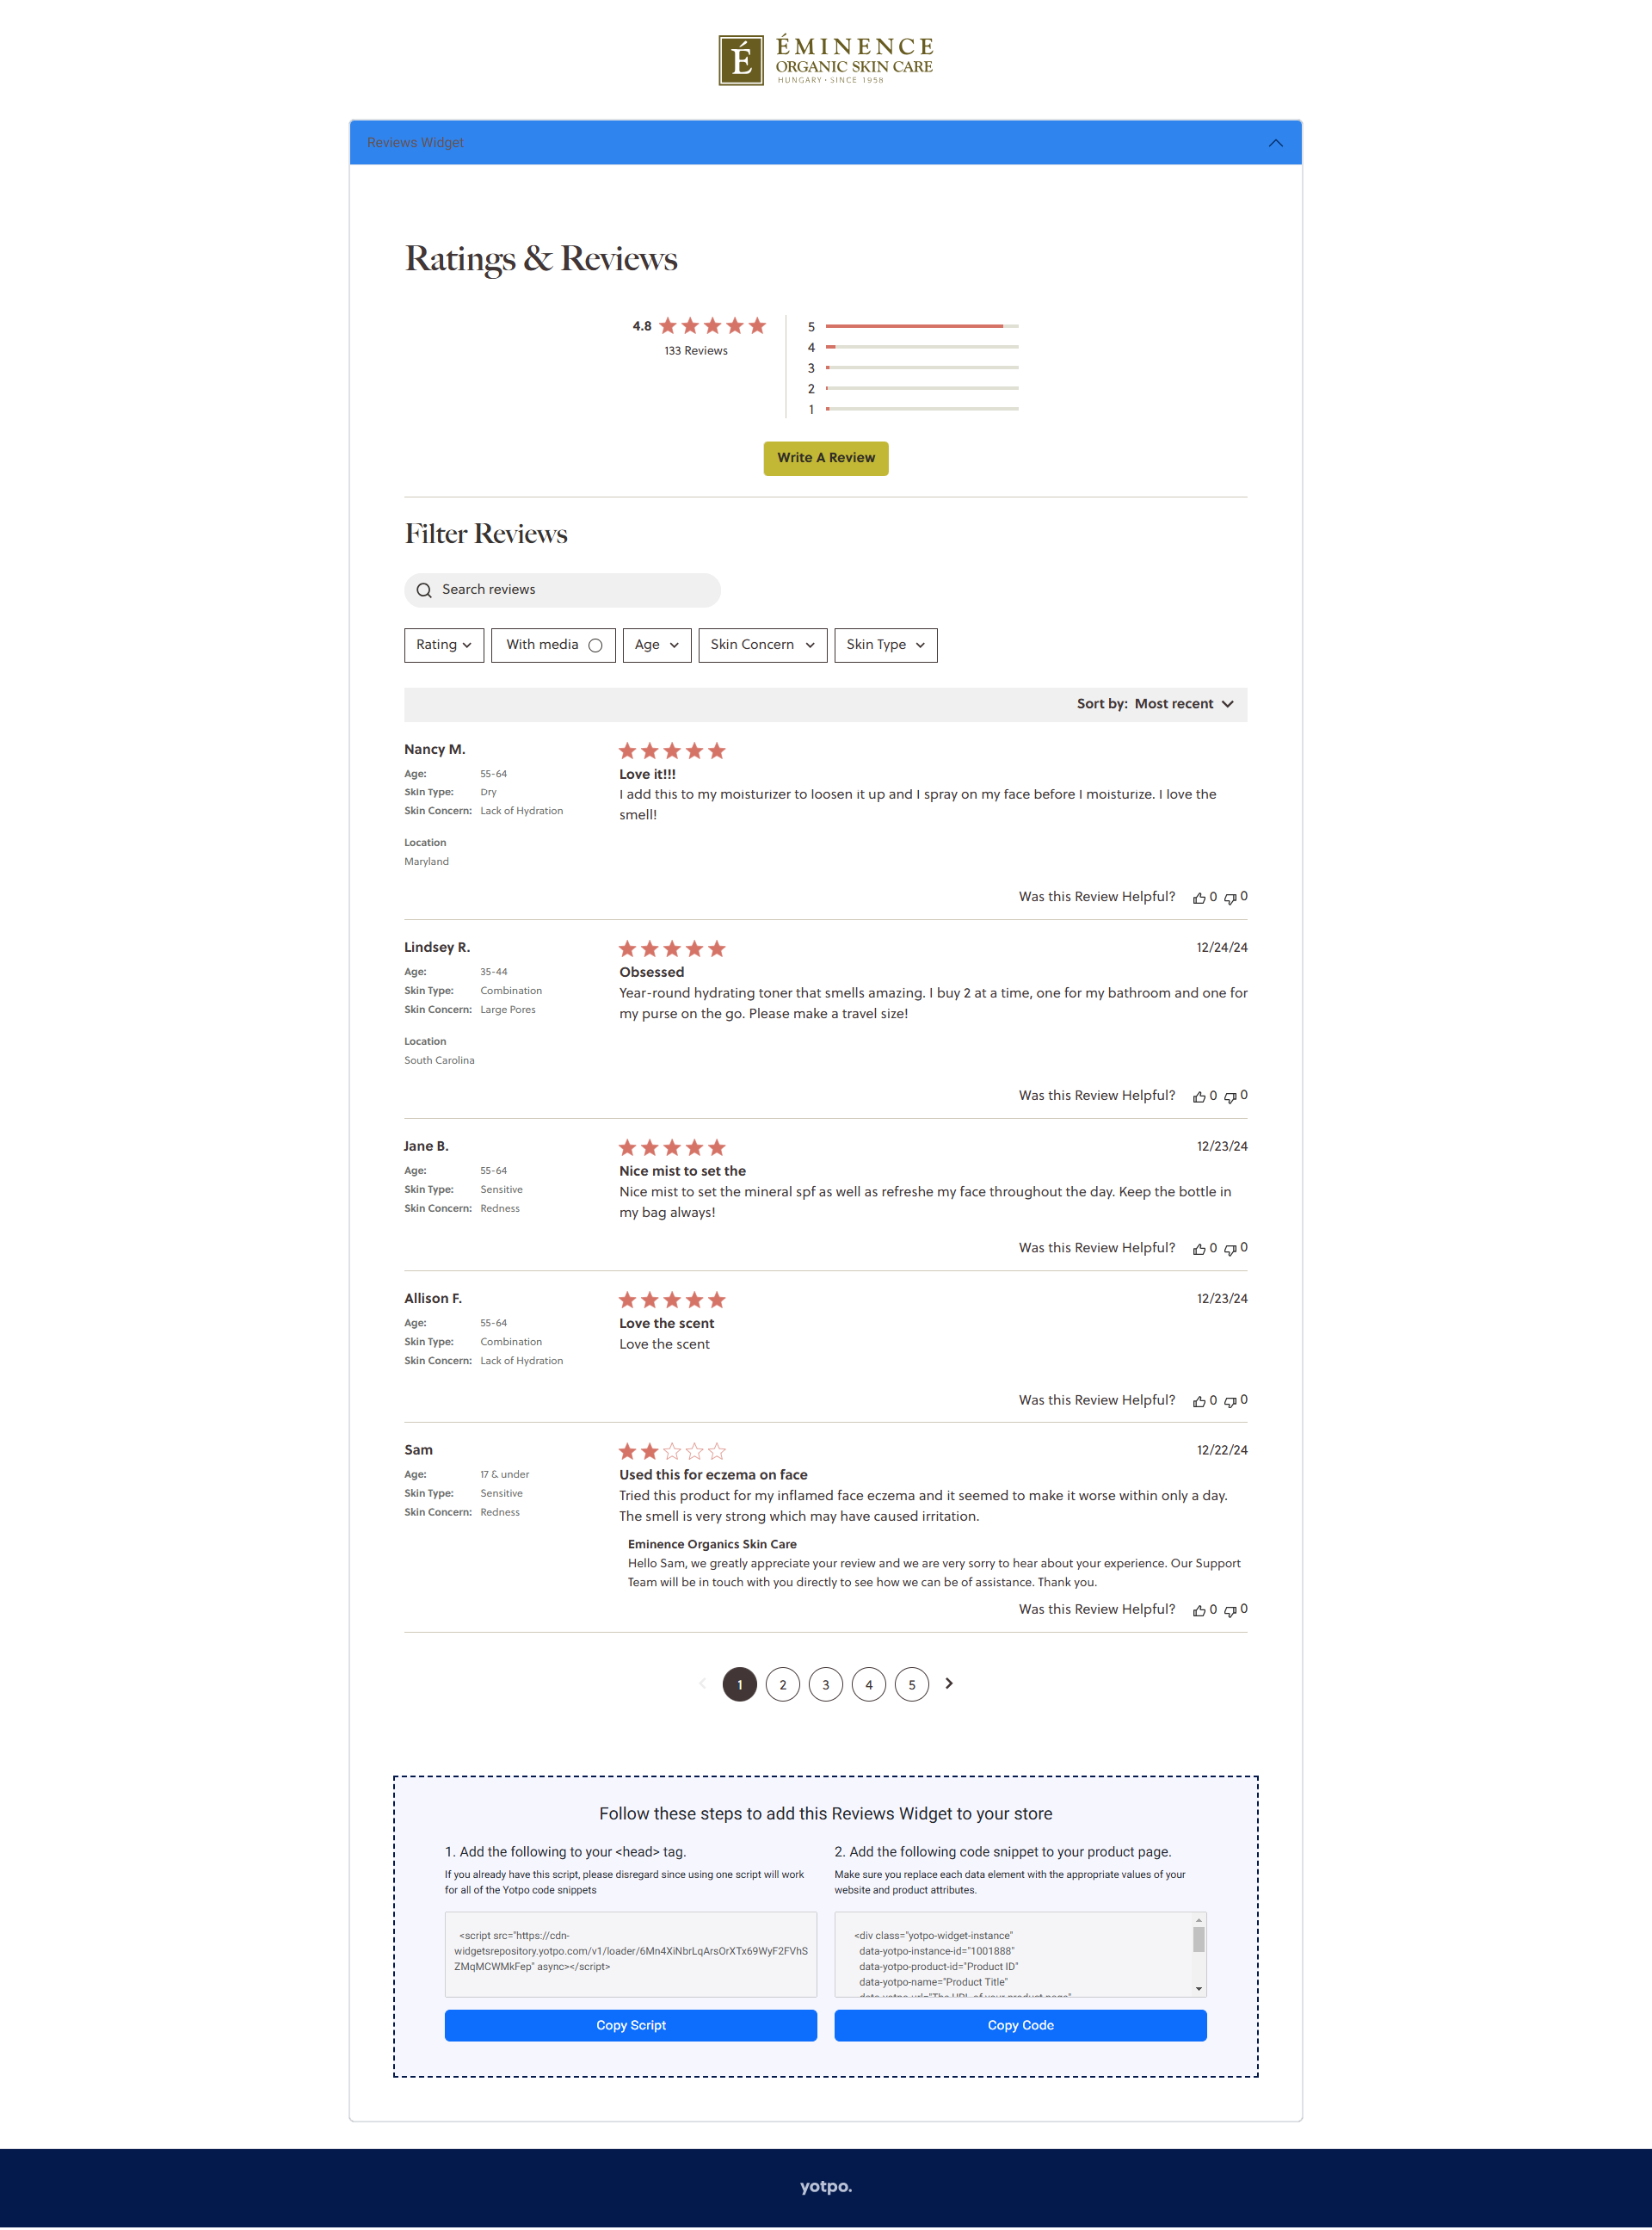 É ÉMINENCE
ORGANIC SKIN CARE
HUNGARY • SINCE 1958
Reviews Widget
Ratings & Reviews
4.8
133 Reviews
5
4
3
2
1
Write A Review
Filter Reviews
Search reviews
Rating With media Age Skin Concern Skin Type
Sort by: Most recent
Nancy M.
Age: 55-64
Skin Type: Dry
Skin Concern: Lack of Hydration
Location
Maryland
Love it!!!
I add this to my moisturizer to loosen it up and I spray on my face before I moisturize. I love the
smell!
Was this Review Helpful? 0 0
Lindsey R.
Age: 35-44
Skin Type: Combination
Skin Concern: Large Pores
Location
South Carolina
12/24/24
Obsessed
Year-round hydrating toner that smells amazing. I buy 2 at a time, one for my bathroom and one for
my purse on the go. Please make a travel size!
Was this Review Helpful? 0 0
Jane B.
Age: 55-64
Skin Type: Sensitive
Skin Concern: Redness
12/23/24
Nice mist to set the
Nice mist to set the mineral spf as well as refreshe my face throughout the day. Keep the bottle in
my bag always!
Was this Review Helpful? 0 0
Allison F.
Age: 55-64
Skin Type: Combination
Skin Concern: Lack of Hydration
12/23/24
Love the scent
Love the scent
Was this Review Helpful? 0 0
Sam
Age: 17 & under
Skin Type: Sensitive
Skin Concern: Redness
12/22/24
Used this for eczema on face
Tried this product for my inflamed face eczema and it seemed to make it worse within only a day.
The smell is very strong which may have caused irritation.
Eminence Organics Skin Care
Hello Sam, we greatly appreciate your review and we are very sorry to hear about your experience. Our Support
Team will be in touch with you directly to see how we can be of assistance. Thank you.
Was this Review Helpful? 0 0
1 2 3 4 5
Follow these steps to add this Reviews Widget to your store
1. Add the following to your <head> tag.
If you already have this script, please disregard since using one script will work
for all of the Yotpo code snippets
<script src="https://cdn-
widgetsrepository.yotpo.com/v1/loader/6Mn4XiNbrLqArsOrXTx69WyF2FVhS
ZMqMCWMkFep" async></script>
Copy Script
2. Add the following code snippet to your product page.
Make sure you replace each data element with the appropriate values of your
website and product attributes.
<div class="yotpo-widget-instance"
data-yotpo-instance-id="1001888"
data-yotpo-product-id="Product ID"
data-yotpo-name="Product Title"
data-yotpo-url="The URL of your product page"
Copy Code
yotpo.